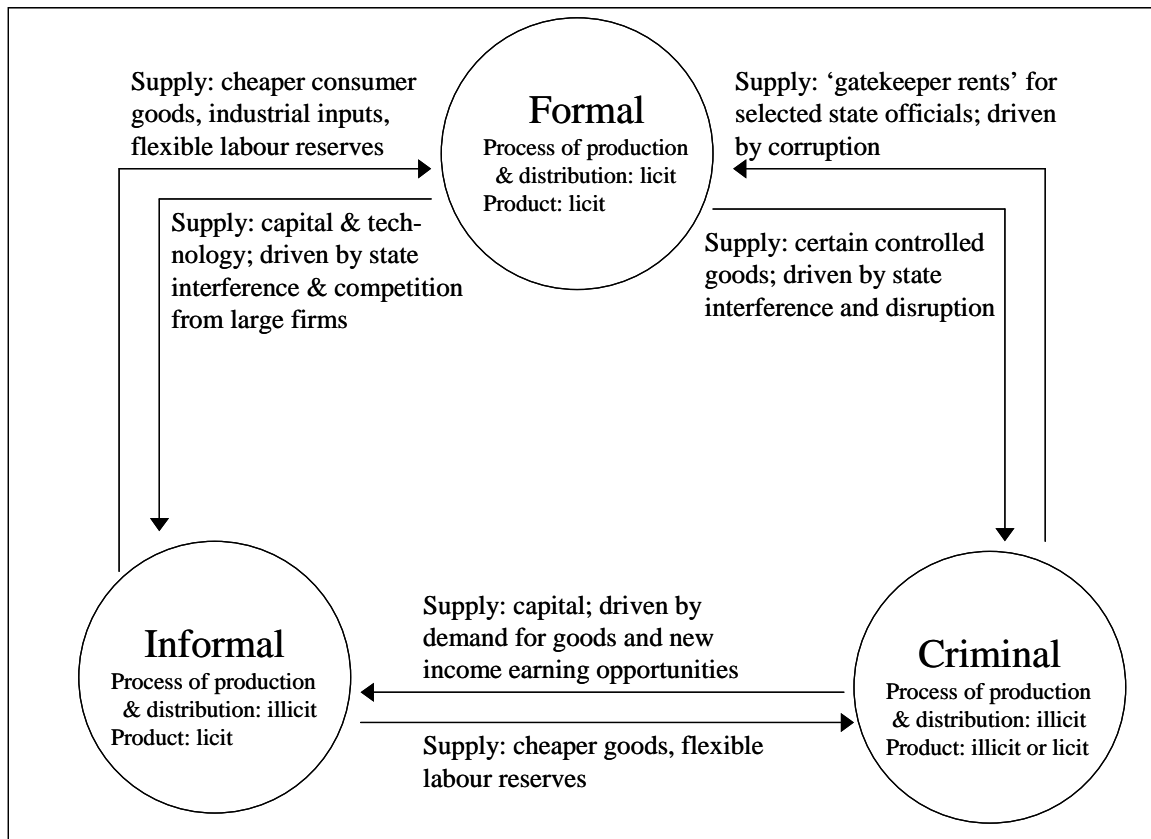 Supply: cheaper consumer
goods, industrial inputs,
flexible labour reserves
Formal
Process of production
& distribution: licit
Product: licit
Supply: ‘gatekeeper rents’ for
selected state officials; driven
by corruption
Supply: capital & tech-
nology; driven by state
interference & competition
from large firms
Supply: certain controlled
goods; driven by state
interference and disruption
Informal
Process of production
& distribution: illicit
Product: licit
Supply: capital; driven by
demand for goods and new
income earning opportunities
Supply: cheaper goods, flexible
labour reserves
Criminal
Process of production
& distribution: illicit
Product: illicit or licit